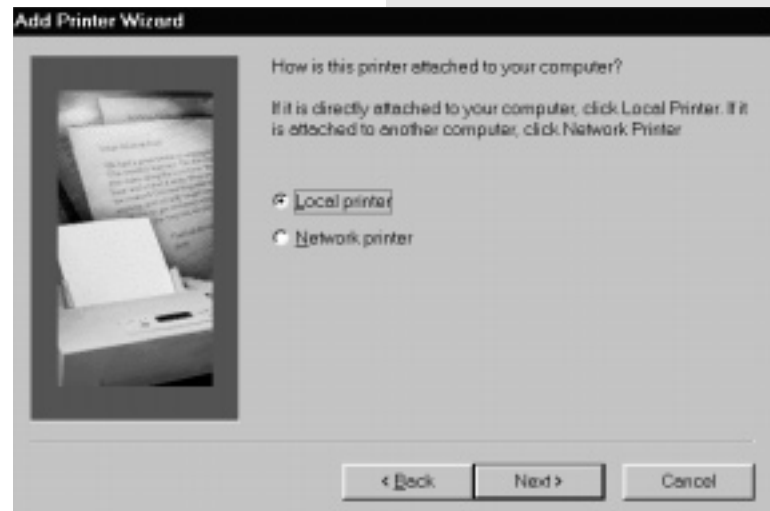 Add Printer Wizard
How is this printer attached to your computer?
If it is directly attached to your computer, click Local Printer. If it
is attached to another computer, click Network Printer
Local printer
Network printer
< Back
Next >
Cancel